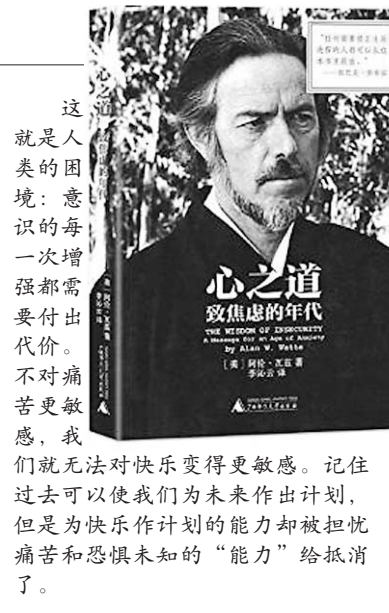 心之道
致焦虑的年代
心之道
致焦虑的年代
THE WISDOM OF INSECURITY
A Message for an Age of Anxiety
by Alan W. Watts
[英] 阿伦·瓦兹 著
李沁云 译
这
就是人
类的困
境：意
识的每
一次增
强都需
要付出
代价。
不对痛
苦更敏
感，我
们就无法对快乐变得更敏感。记住
过去可以使我们为未来作出计划，
但是为快乐作计划的能力却被担忧
痛苦和恐惧未知的“能力”给抵消
了。